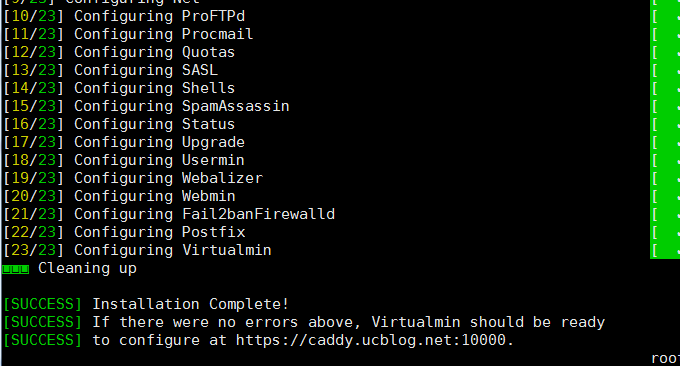 [9/23] Configuring Net [
[10/23] Configuring ProFTPd [
[11/23] Configuring Procmail [
[12/23] Configuring Quotas [
[13/23] Configuring SASL [
[14/23] Configuring Shells [
[15/23] Configuring SpamAssassin [
[16/23] Configuring Status [
[17/23] Configuring Upgrade [
[18/23] Configuring Usermin [
[19/23] Configuring Webalizer [
[20/23] Configuring Webmin [
[21/23] Configuring Fail2banFirewalld [
[22/23] Configuring Postfix [
[23/23] Configuring Virtualmin [
Cleaning up
[SUCCESS] Installation Complete!
[SUCCESS] If there were no errors above, Virtualmin should be ready
[SUCCESS] to configure at https://caddy.ucblog.net:10000.
root